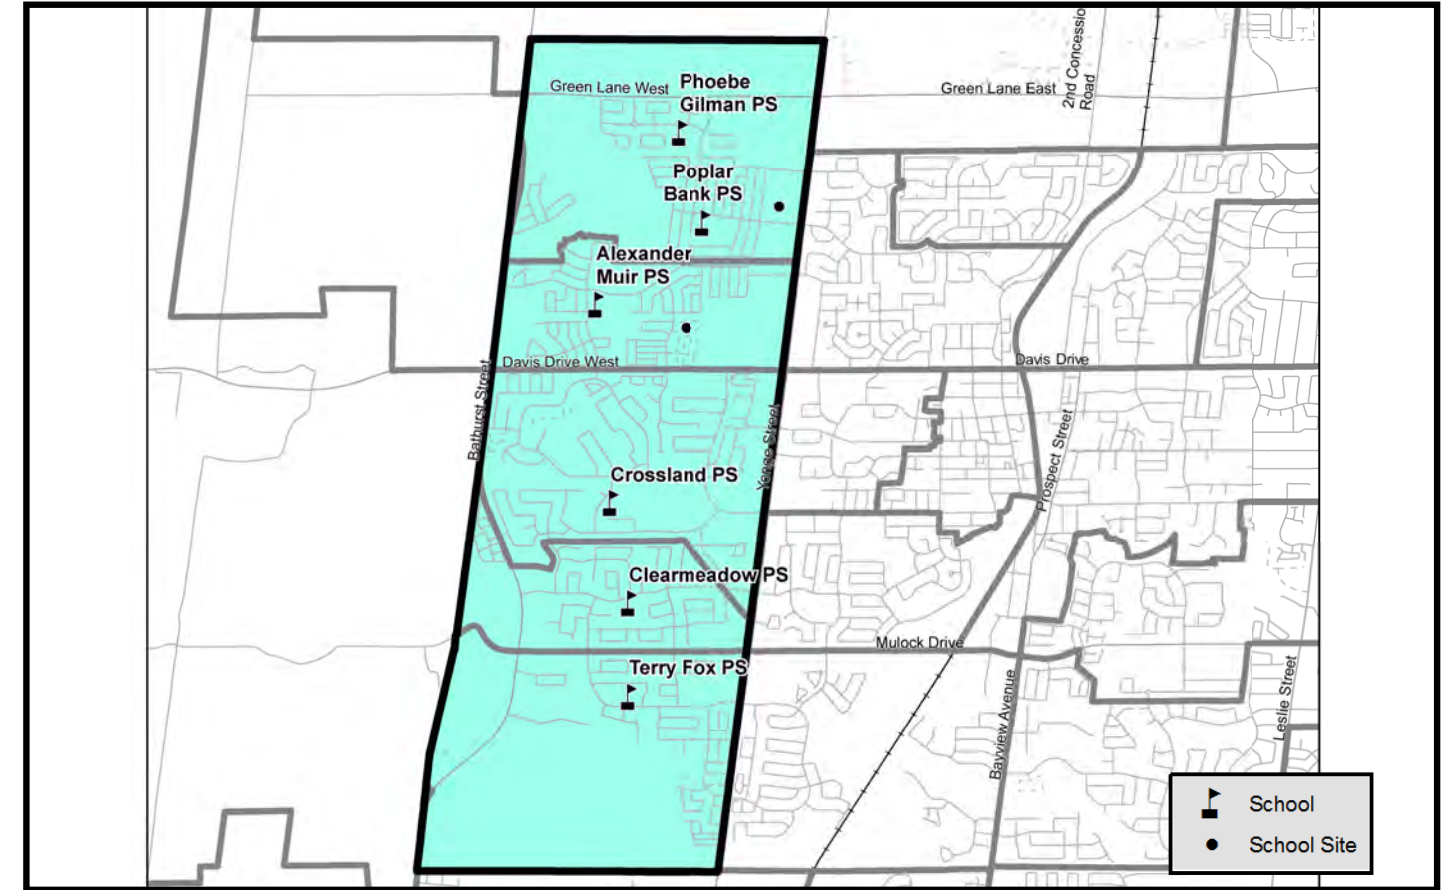 2nd Concessio
Road
Green Lane West
Phoebe
Gilman PS
Green Lane East
Poplar
Bank PS
Alexander
Muir PS
Davis Drive West
Davis Drive
Bathurst Street
Yonge Street
Prospect Street
Crossland PS
Clearmeadow PS
Mulock Drive
Terry Fox PS
Bayview Avenue
Leslie Street
School
School Site